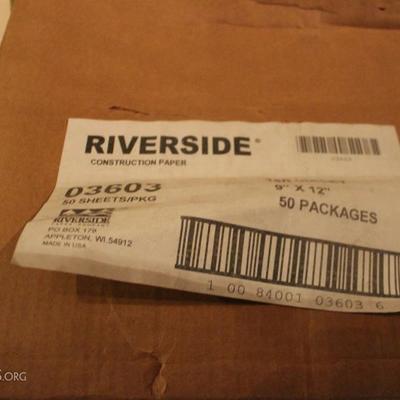 RIVERSIDE®
CONSTRUCTION PAPER
03603
50 SHEETS/PKG
9" X 12"
50 PACKAGES
RIVERSIDE
PO BOX 179
APPLETON, WI. 54912
MADE IN USA
1 00 84001 03603 6
.ORG